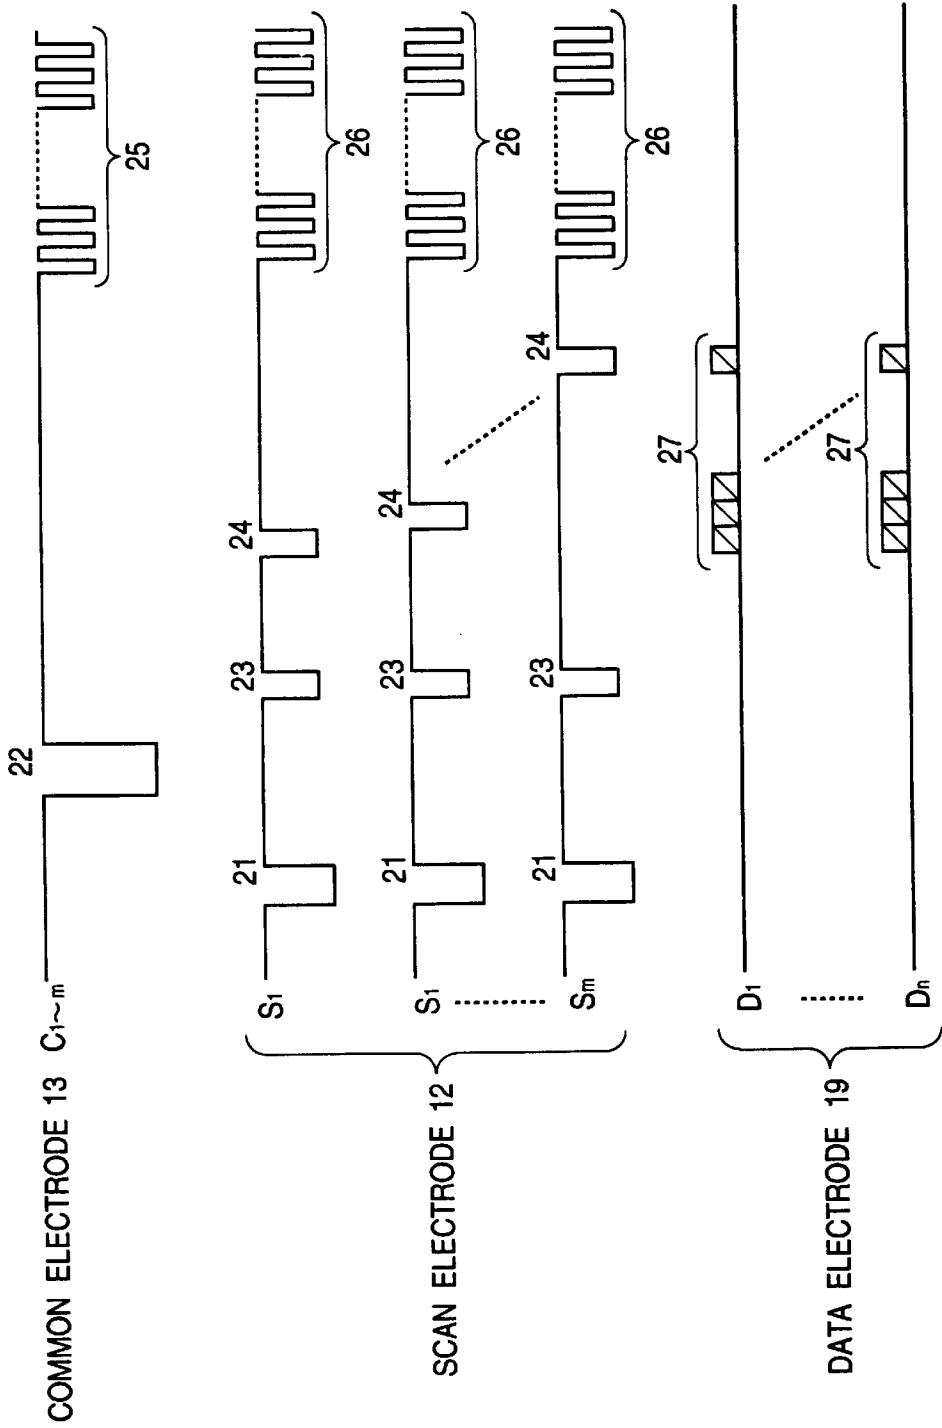 COMMON ELECTRODE 13 C1~m
22
25
SCAN ELECTRODE 12
S1
21
23
24
26
S1
21
23
24
26
Sm
21
23
24
26
DATA ELECTRODE 19
D1
27
Dn
27